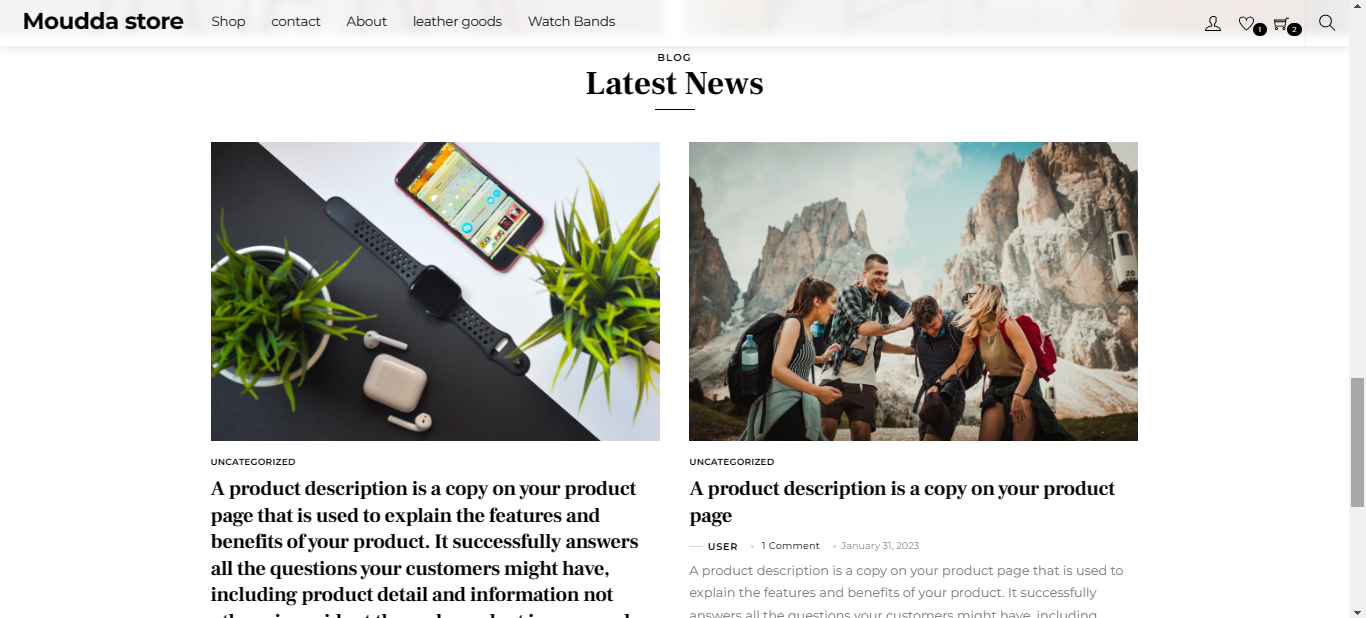 Moudda store Shop contact About leather goods Watch Bands 1 2
BLOG
Latest News
20
UNCATEGORIZED
A product description is a copy on your product
page that is used to explain the features and
benefits of your product. It successfully answers
all the questions your customers might have,
including product detail and information not
UNCATEGORIZED
A product description is a copy on your product
page
USER 1 Comment January 31, 2023
A product description is a copy on your product page that is used to
explain the features and benefits of your product. It successfully
answers all the questions your customers might have, including